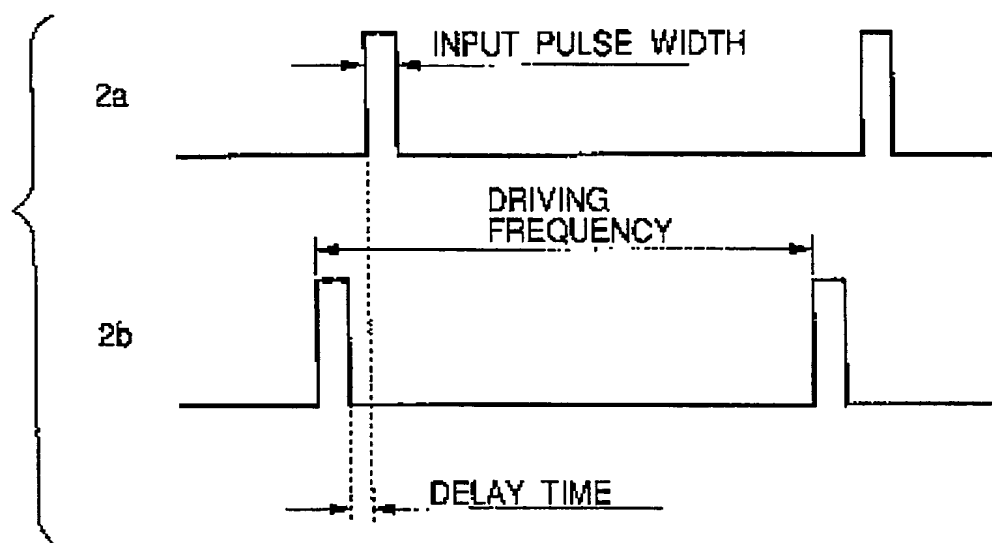 INPUT PULSE WIDTH
2a
DRIVING
FREQUENCY
2b
DELAY TIME